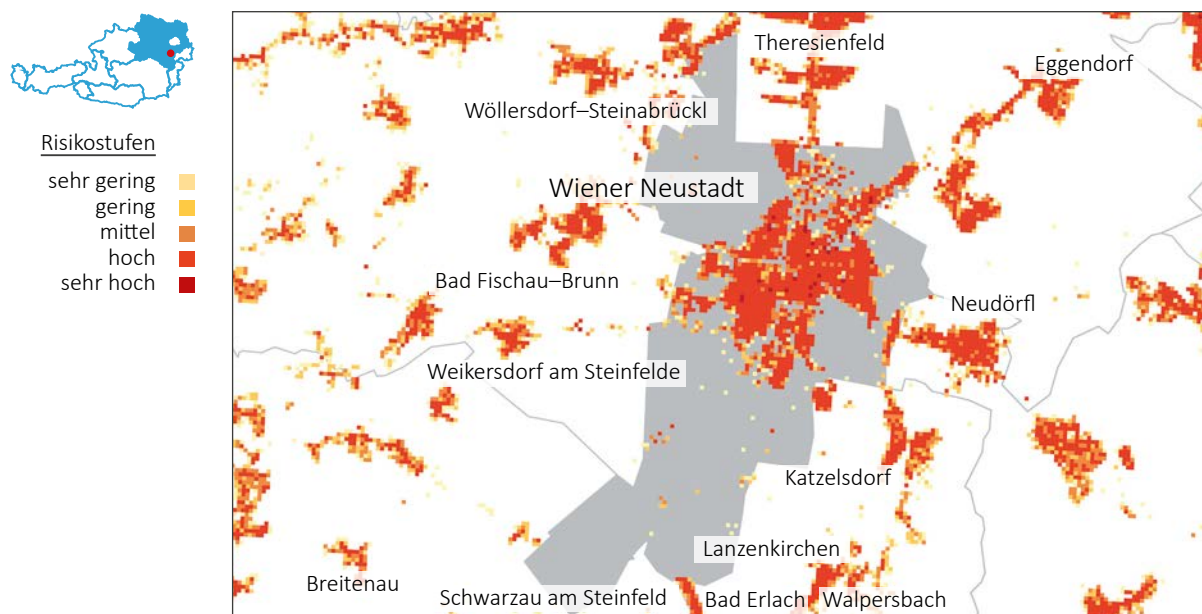 Risikostufen
sehr gering
gering
mittel
hoch
sehr hoch
Theresienfeld
Eggendorf
Wöllersdorf–Steinabrückl
Wiener Neustadt
Bad Fischau–Brunn
Neudörfl
Weikersdorf am Steinfelde
Katzelsdorf
Lanzenkirchen
Breitenau
Schwarzau am Steinfeld
Bad Erlach
Walpersbach